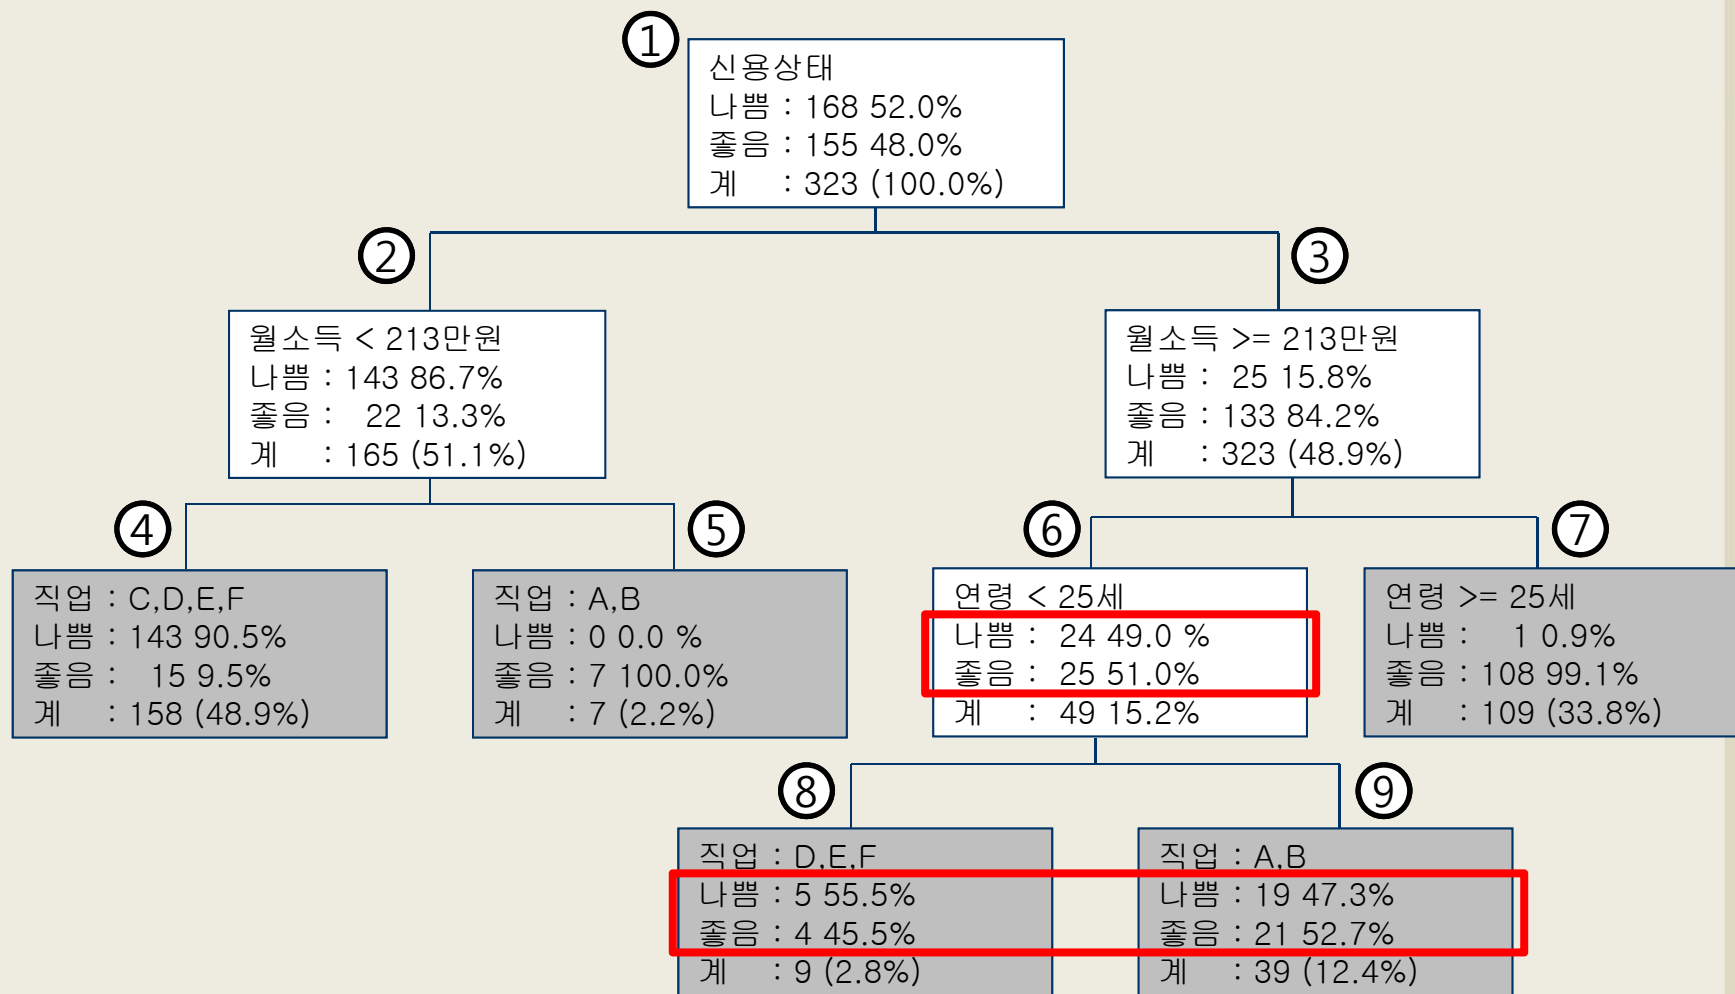 ①
신용상태
나쁨 : 168 52.0%
좋음 : 155 48.0%
계 : 323 (100.0%)
②
월소득 < 213만원
나쁨 : 143 86.7%
좋음 : 22 13.3%
계 : 165 (51.1%)
③
월소득 >= 213만원
나쁨 : 25 15.8%
좋음 : 133 84.2%
계 : 323 (48.9%)
④
직업 : C,D,E,F
나쁨 : 143 90.5%
좋음 : 15 9.5%
계 : 158 (48.9%)
⑤
직업 : A,B
나쁨 : 0 0.0 %
좋음 : 7 100.0%
계 : 7 (2.2%)
⑥
연령 < 25세
나쁨 : 24 49.0 %
좋음 : 25 51.0%
계 : 49 15.2%
⑦
연령 >= 25세
나쁨 : 1 0.9%
좋음 : 108 99.1%
계 : 109 (33.8%)
⑧
직업 : D,E,F
나쁨 : 5 55.5%
좋음 : 4 45.5%
계 : 9 (2.8%)
⑨
직업 : A,B
나쁨 : 19 47.3%
좋음 : 21 52.7%
계 : 39 (12.4%)